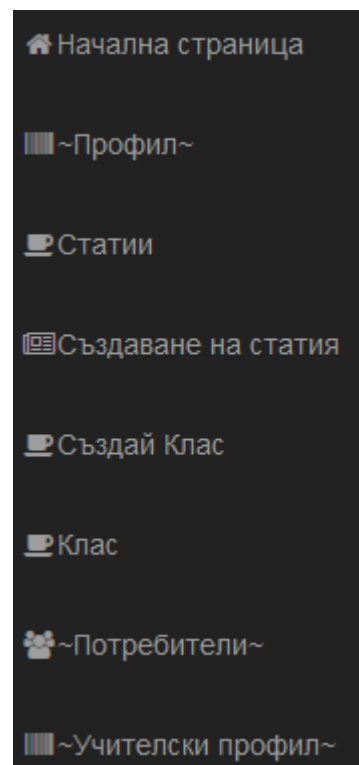 Начална страница
~Профил~
Статии
Създаване на статия
Създай Клас
Клас
~Потребители~
~Учителски профил~